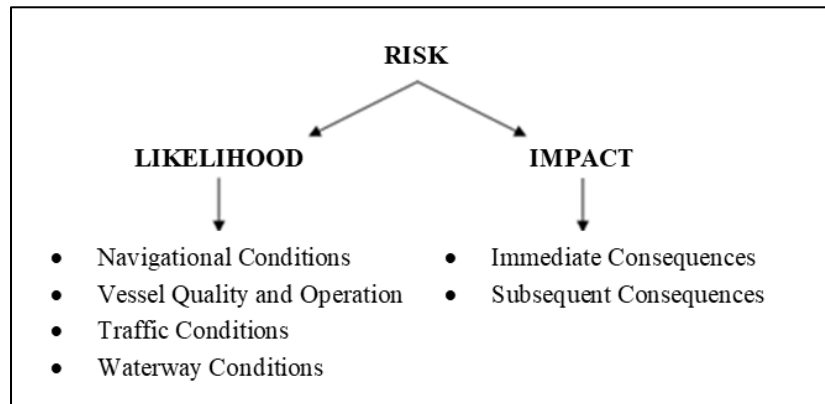 RISK
LIKELIHOOD
IMPACT
• Navigational Conditions
• Vessel Quality and Operation
• Traffic Conditions
• Waterway Conditions
• Immediate Consequences
• Subsequent Consequences